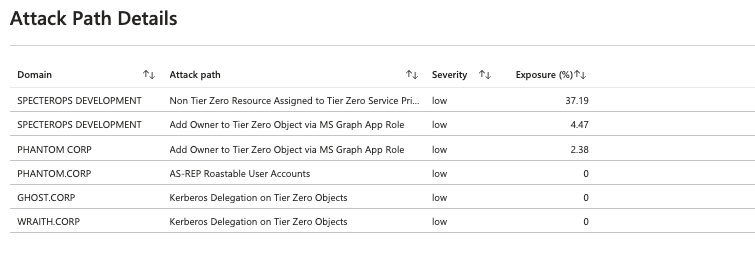 Attack Path Details
Domain Attack path Severity Exposure (%)
SPECTEROPS DEVELOPMENT Non Tier Zero Resource Assigned to Tier Zero Service Pri... low 37.19
SPECTEROPS DEVELOPMENT Add Owner to Tier Zero Object via MS Graph App Role low 4.47
PHANTOM CORP Add Owner to Tier Zero Object via MS Graph App Role low 2.38
PHANTOM.CORP AS-REP Roastable User Accounts low 0
GHOST.CORP Kerberos Delegation on Tier Zero Objects low 0
WRAITH.CORP Kerberos Delegation on Tier Zero Objects low 0